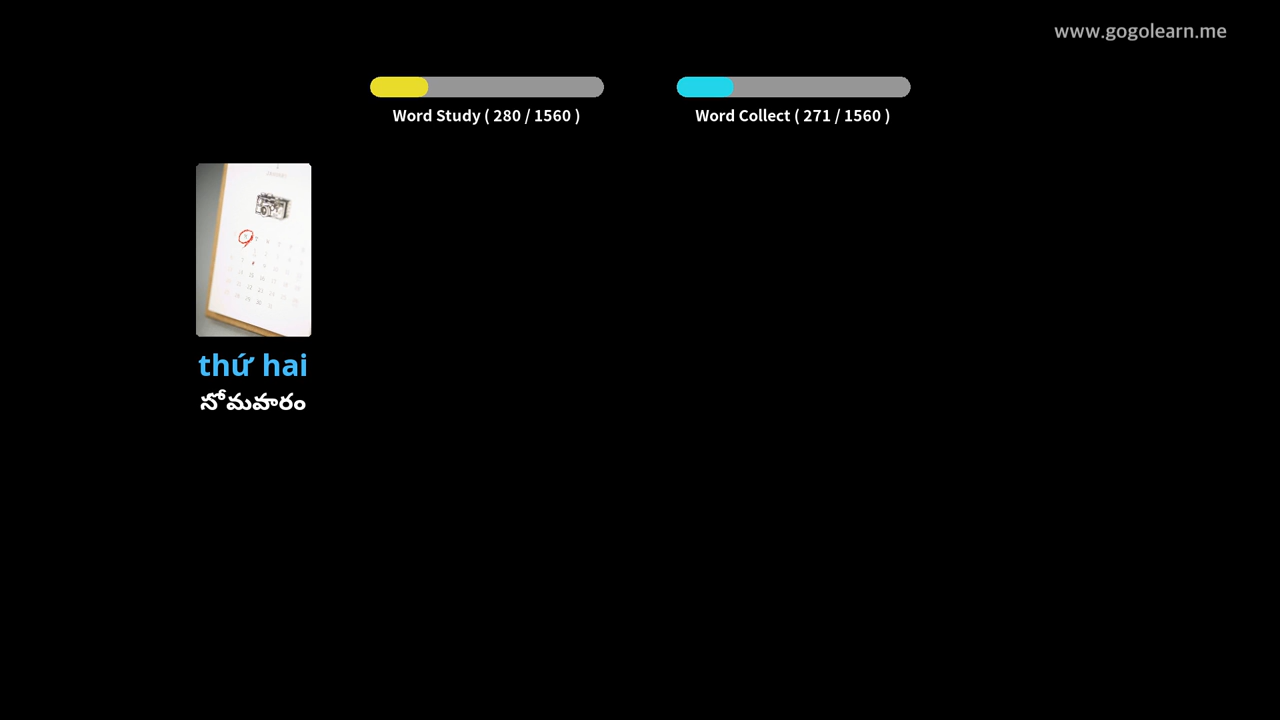 www.gogolearn.me
Word Study ( 280 / 1560 )
Word Collect ( 271 / 1560 )
thứ hai
సోమవారం